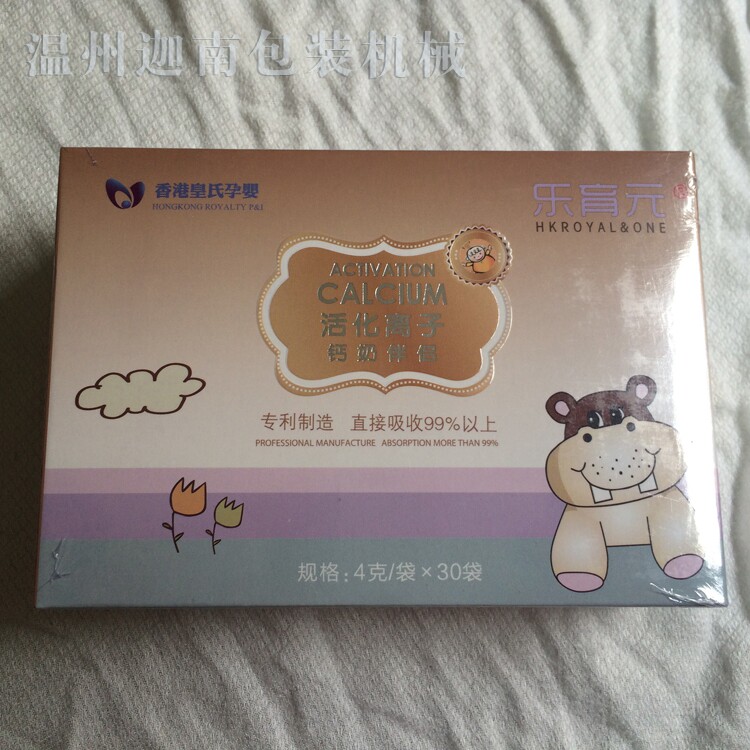 温州迦南包装机械
香港皇氏孕婴
HONGKONG ROYALTY P&I
乐育元
HKROYAL&ONE
ACTIVATION
CALCIUM
活化离子
钙奶伴侣
专利制造 直接吸收99%以上
PROFESSIONAL MANUFACTURE ABSORPTION MORE THAN 99%
规格:4克/袋×30袋